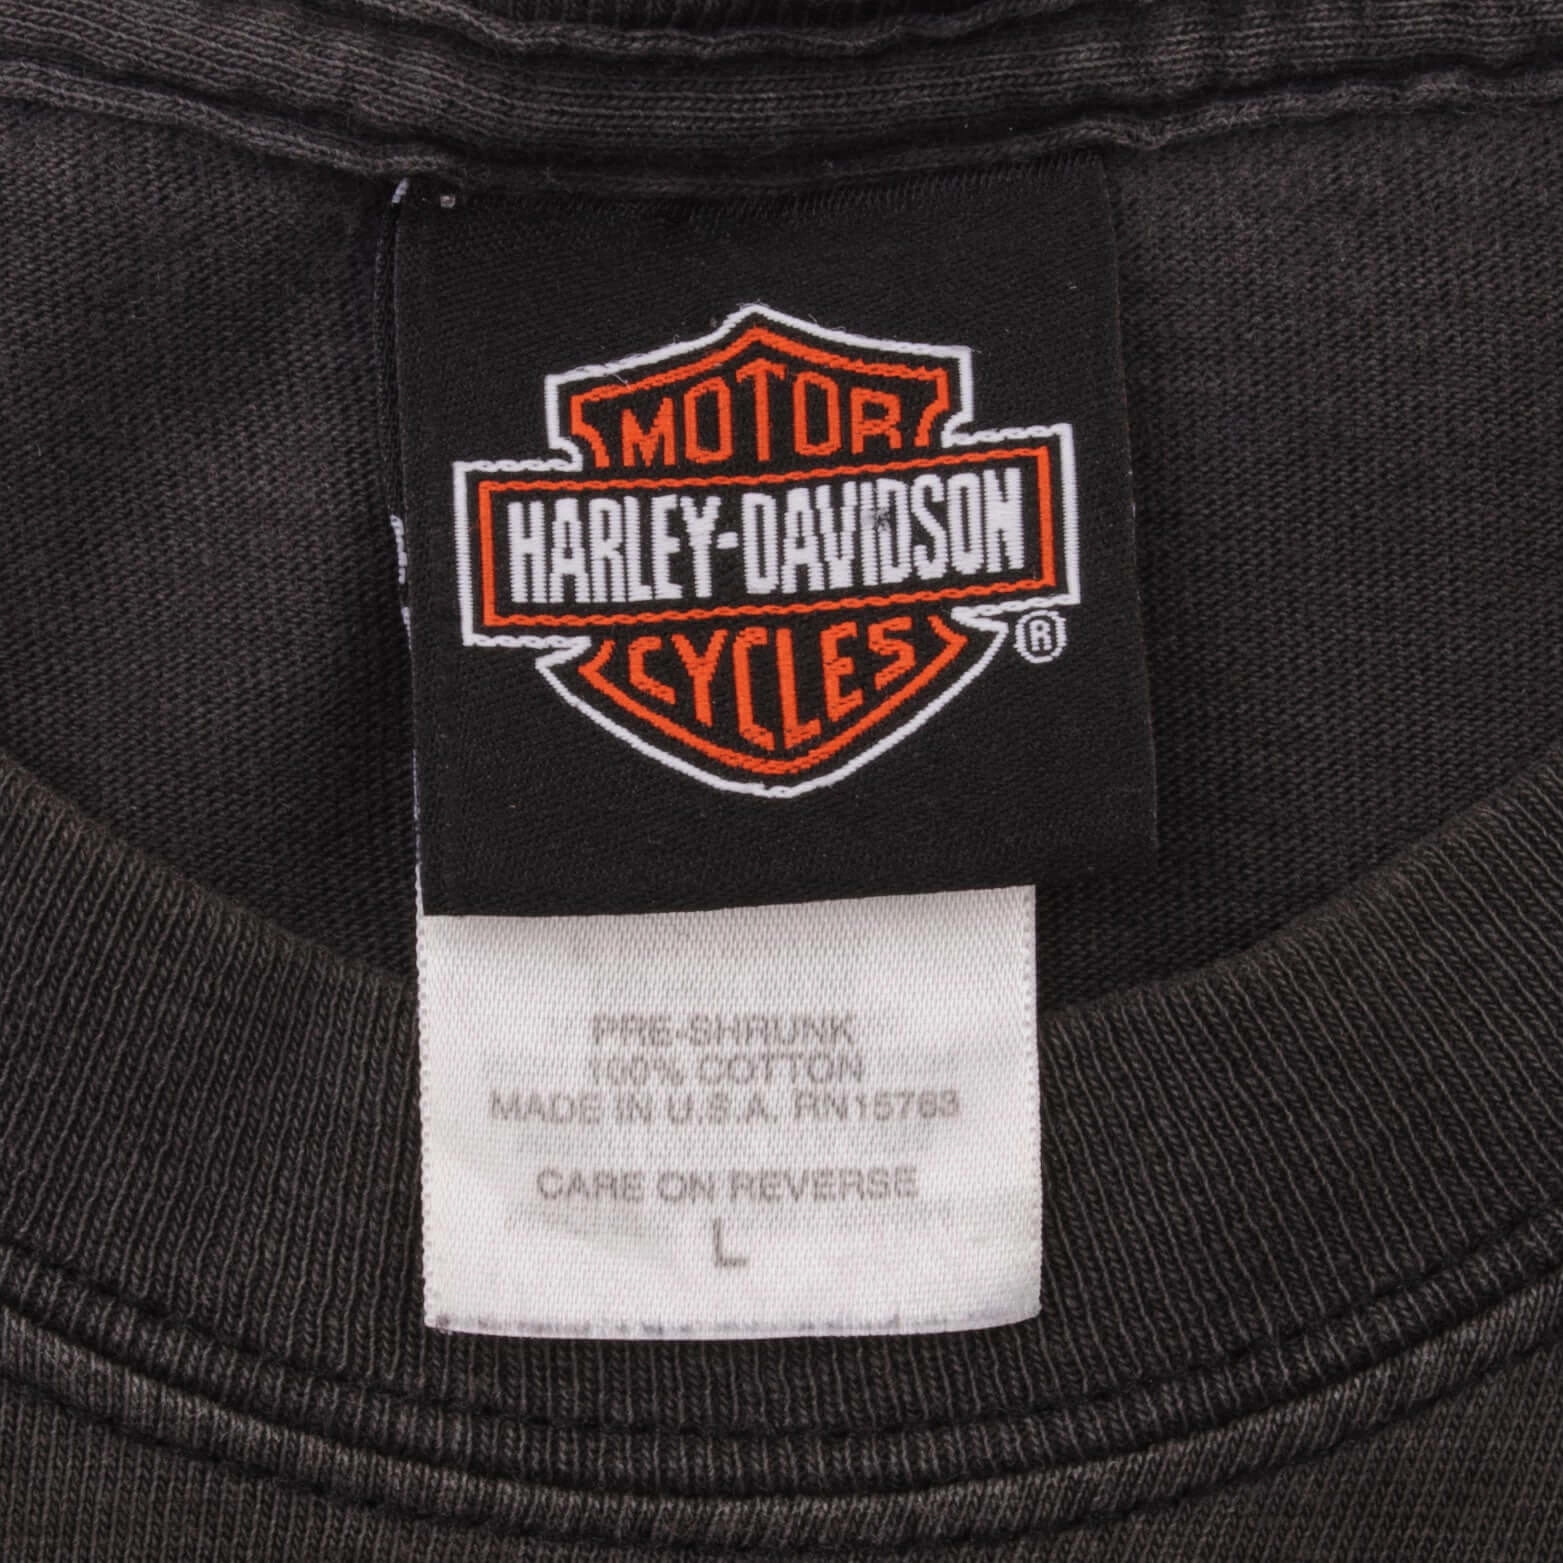 MOTOR
HARLEY-DAVIDSON
CYCLES
®
PRE-SHRUNK
100% COTTON
MADE IN U.S.A. RN15763
CARE ON REVERSE
L